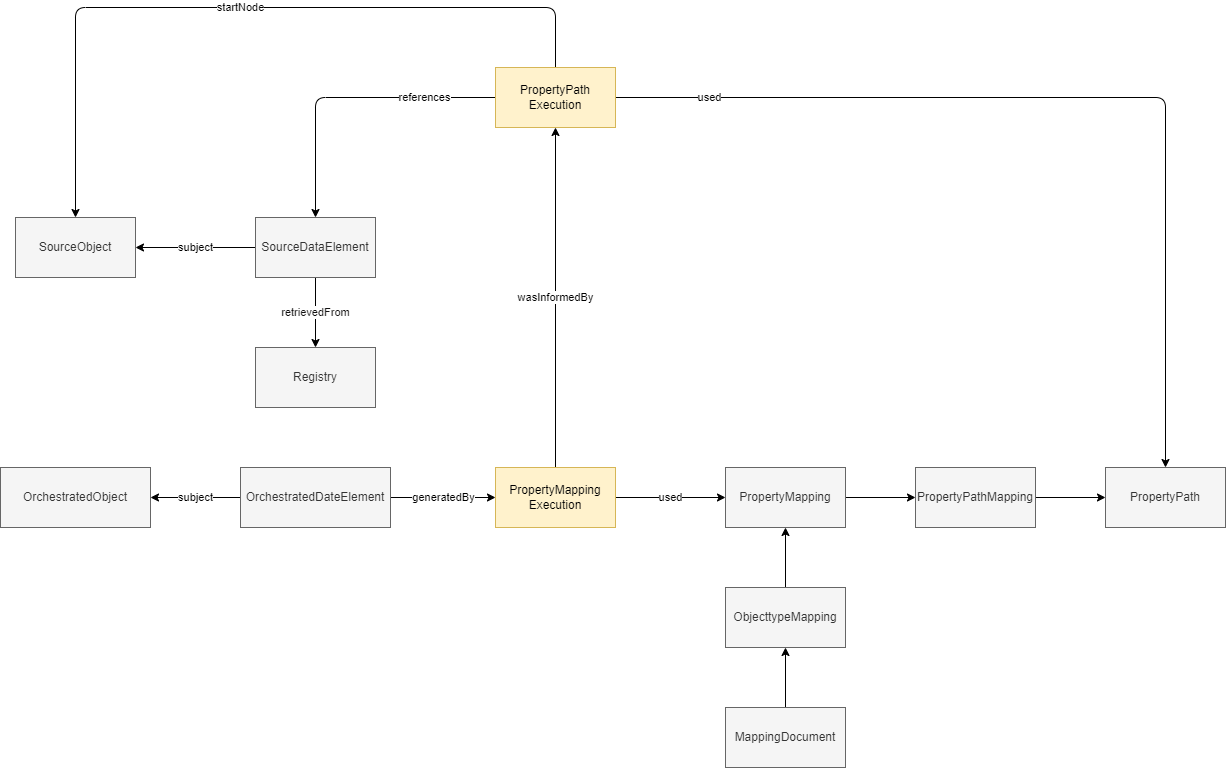 startNode
PropertyPath
Execution
references
used
SourceObject
subject
SourceDataElement
retrievedFrom
wasInformedBy
Registry
OrchestratedObject
subject
OrchestratedDateElement
generatedBy
PropertyMapping
Execution
used
PropertyMapping
PropertyPathMapping
PropertyPath
ObjecttypeMapping
MappingDocument